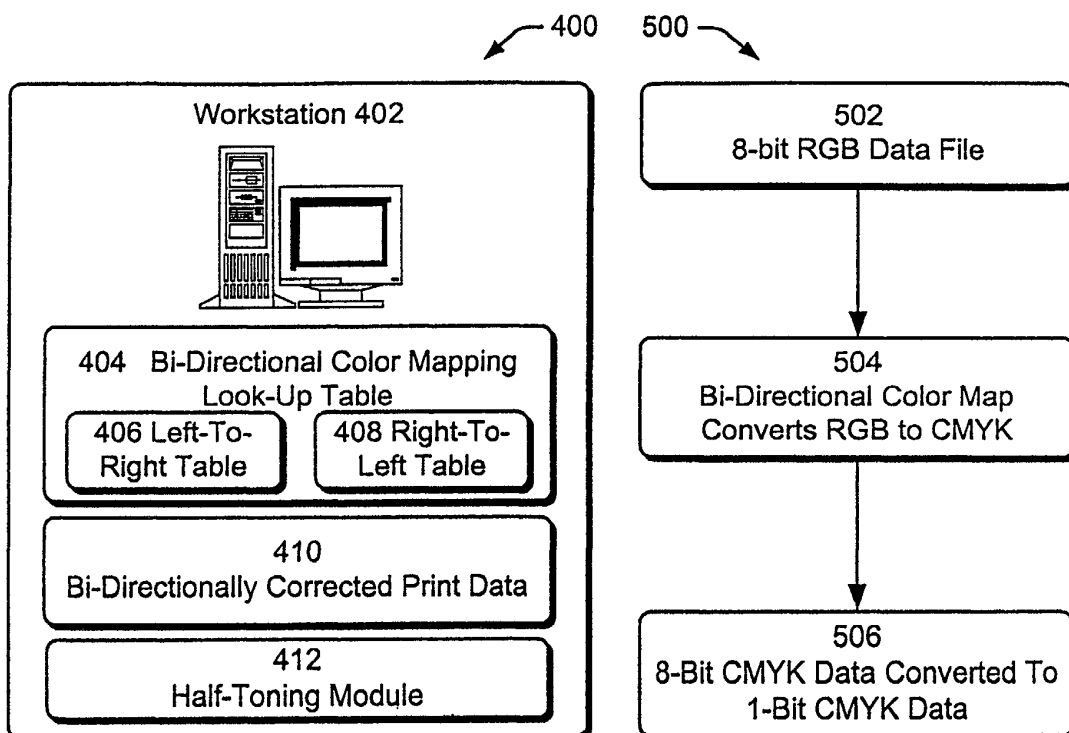 400 500
Workstation 402
404 Bi-Directional Color Mapping
Look-Up Table
406 Left-To-
Right Table
408 Right-To-
Left Table
410
Bi-Directionally Corrected Print Data
412
Half-Toning Module
502
8-bit RGB Data File
504
Bi-Directional Color Map
Converts RGB to CMYK
506
8-Bit CMYK Data Converted To
1-Bit CMYK Data